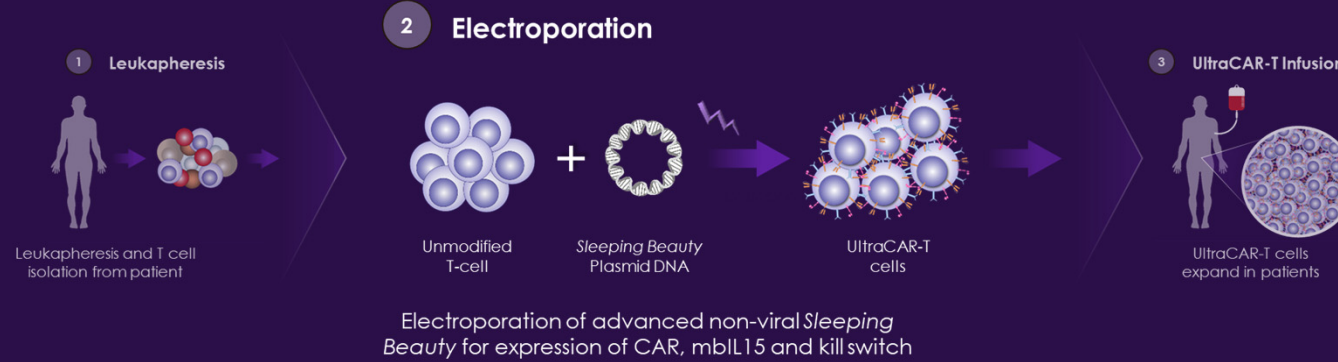 1 Leukapheresis
Leukapheresis and T cell
isolation from patient
2 Electroporation
Unmodified
T-cell
+
Sleeping Beauty
Plasmid DNA
UltraCAR-T
cells
Electroporation of advanced non-viral Sleeping
Beauty for expression of CAR, mbIL15 and kill switch
3 UltraCAR-T Infusion
UltraCAR-T cells
expand in patients